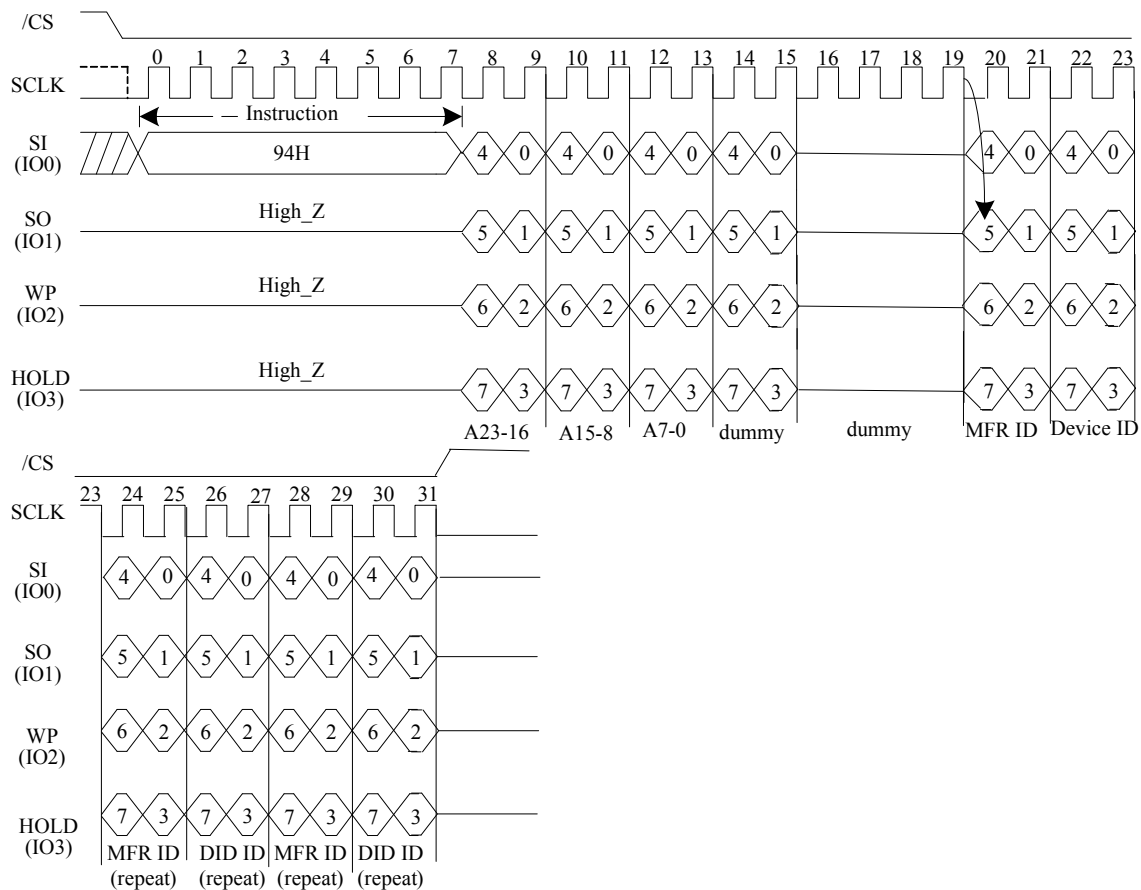 /CS
0 1 2 3 4 5 6 7 8 9 10 11 12 13 14 15 16 17 18 19 20 21 22 23
SCLK
Instruction
SI
(IO0)
94H
4 0 4 0 4 0 4 0 4 0 4 0
SO
(IO1)
High_Z
5 1 5 1 5 1 5 1 5 1 5 1
WP
(IO2)
High_Z
6 2 6 2 6 2 6 2 6 2 6 2
HOLD
(IO3)
High_Z
7 3 7 3 7 3 7 3 7 3 7 3
A23-16 A15-8 A7-0 dummy dummy MFR ID Device ID
/CS
23 24 25 26 27 28 29 30 31
SCLK
SI
(IO0)
4 0 4 0 4 0 4 0
SO
(IO1)
5 1 5 1 5 1 5 1
WP
(IO2)
6 2 6 2 6 2 6 2
HOLD
(IO3)
7 3 7 3 7 3 7 3
MFR ID DID ID MFR ID DID ID
(repeat) (repeat) (repeat) (repeat)